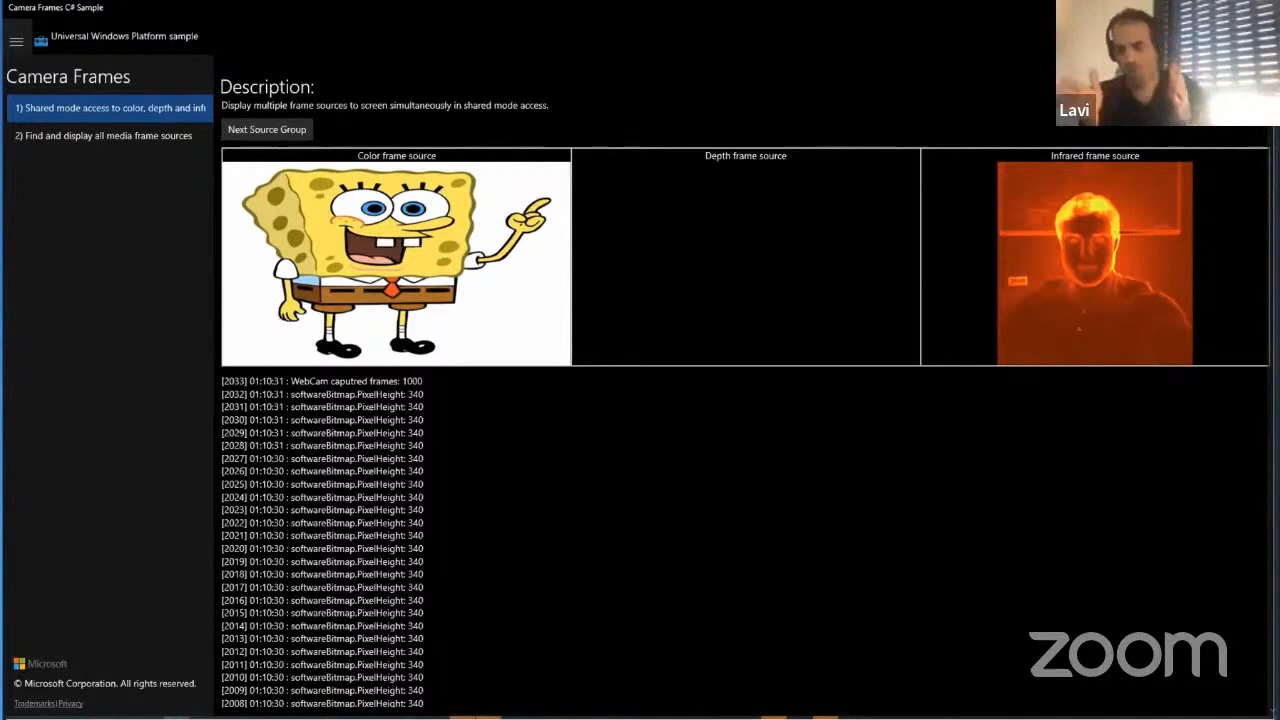 Camera Frames C# Sample
Universal Windows Platform sample
Lavi
Camera Frames
1) Shared mode access to color, depth and infr
2) Find and display all media frame sources
Description:
Display multiple frame sources to screen simultaneously in shared mode access.
Next Source Group
Color frame source
Depth frame source
Infrared frame source
[2033] 01:10:31 : WebCam caputred frames: 1000
[2032] 01:10:31 : softwareBitmap.PixelHeight: 340
[2031] 01:10:31 : softwareBitmap.PixelHeight: 340
[2030] 01:10:31 : softwareBitmap.PixelHeight: 340
[2029] 01:10:31 : softwareBitmap.PixelHeight: 340
[2028] 01:10:31 : softwareBitmap.PixelHeight: 340
[2027] 01:10:30 : softwareBitmap.PixelHeight: 340
[2026] 01:10:30 : softwareBitmap.PixelHeight: 340
[2025] 01:10:30 : softwareBitmap.PixelHeight: 340
[2024] 01:10:30 : softwareBitmap.PixelHeight: 340
[2023] 01:10:30 : softwareBitmap.PixelHeight: 340
[2022] 01:10:30 : softwareBitmap.PixelHeight: 340
[2021] 01:10:30 : softwareBitmap.PixelHeight: 340
[2020] 01:10:30 : softwareBitmap.PixelHeight: 340
[2019] 01:10:30 : softwareBitmap.PixelHeight: 340
[2018] 01:10:30 : softwareBitmap.PixelHeight: 340
[2017] 01:10:30 : softwareBitmap.PixelHeight: 340
[2016] 01:10:30 : softwareBitmap.PixelHeight: 340
[2015] 01:10:30 : softwareBitmap.PixelHeight: 340
[2014] 01:10:30 : softwareBitmap.PixelHeight: 340
[2013] 01:10:30 : softwareBitmap.PixelHeight: 340
[2012] 01:10:30 : softwareBitmap.PixelHeight: 340
[2011] 01:10:30 : softwareBitmap.PixelHeight: 340
[2010] 01:10:30 : softwareBitmap.PixelHeight: 340
[2009] 01:10:30 : softwareBitmap.PixelHeight: 340
[2008] 01:10:30 : softwareBitmap.PixelHeight: 340
Microsoft
© Microsoft Corporation. All rights reserved.
Trademarks|Privacy
zoom